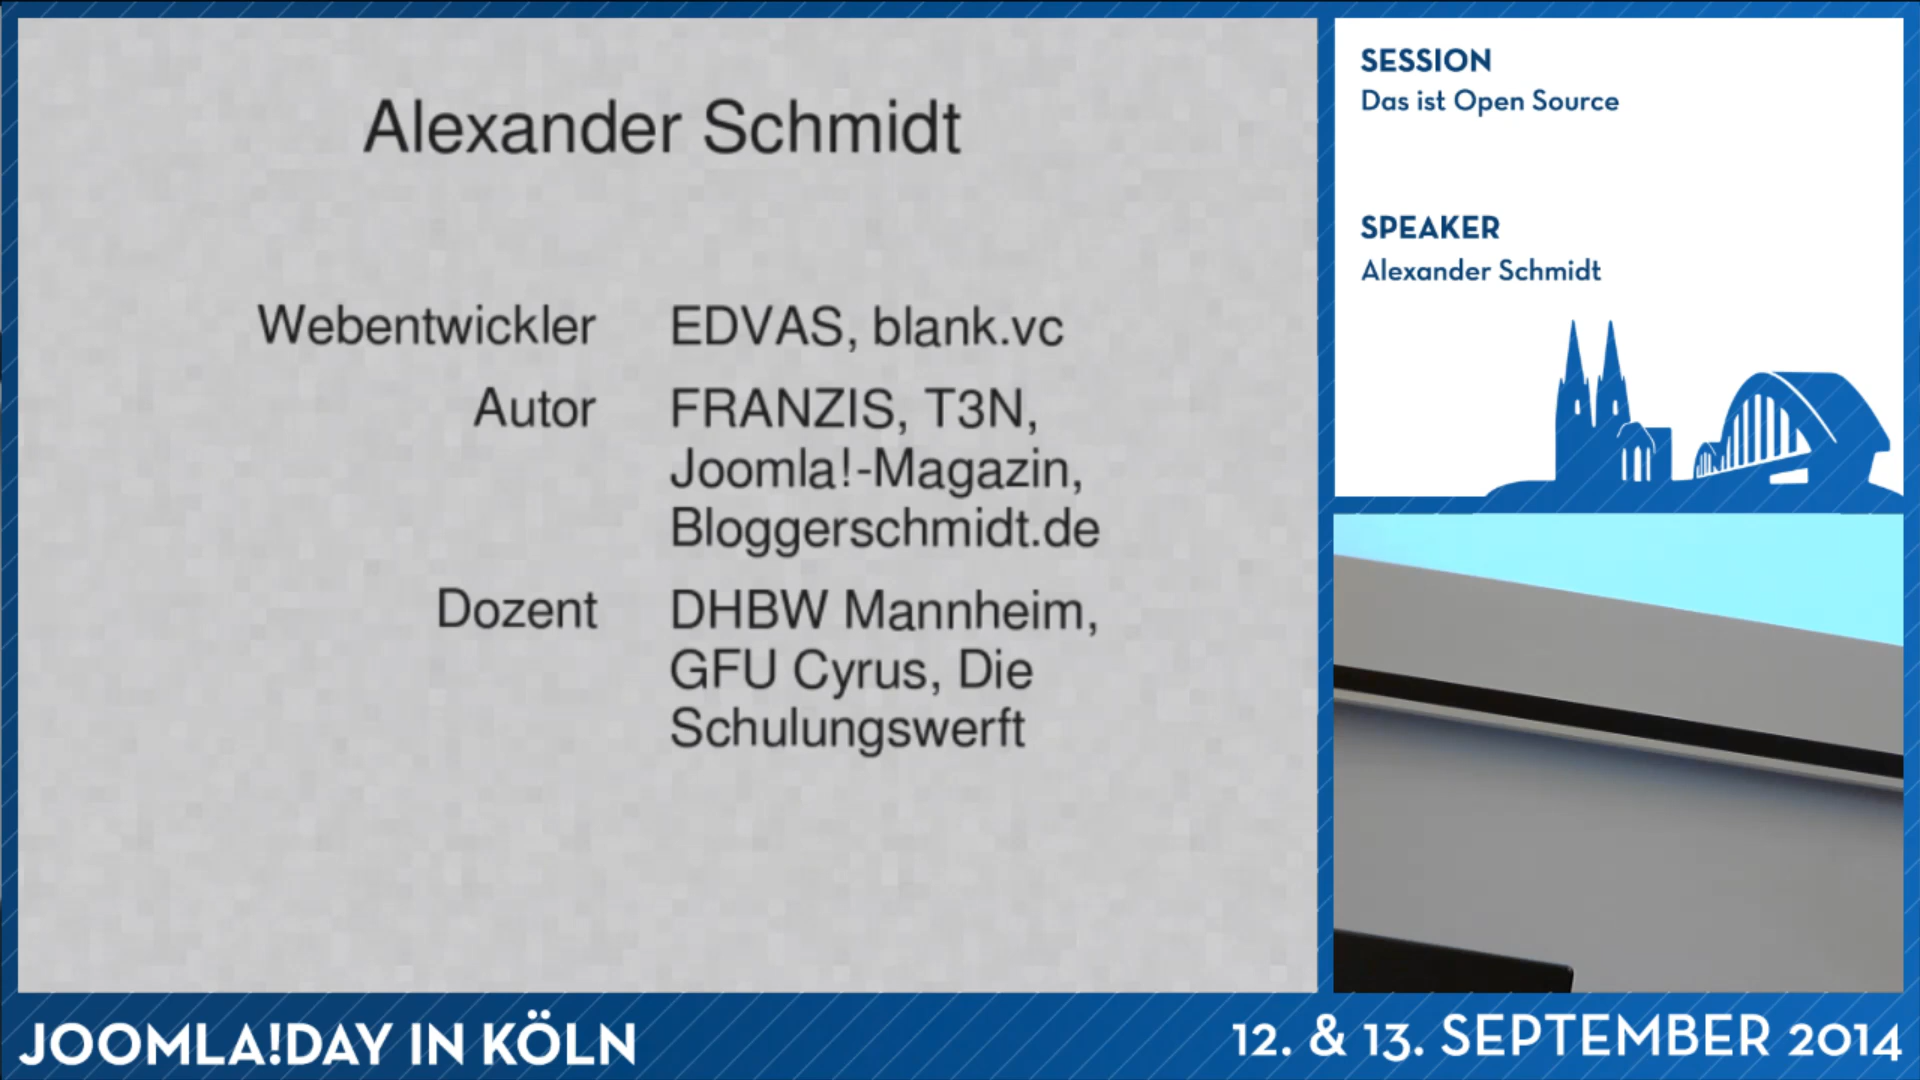 Alexander Schmidt
Webentwickler EDVAS, blank.vc
Autor FRANZIS, T3N,
Joomla!-Magazin,
Bloggerschmidt.de
Dozent DHBW Mannheim,
GFU Cyrus, Die
Schulungswerft
SESSION
Das ist Open Source
SPEAKER
Alexander Schmidt
JOOMLA!DAY IN KÖLN
12. & 13. SEPTEMBER 2014